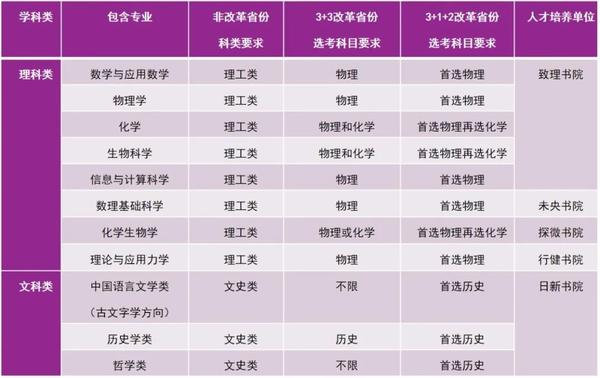 学科类 包含专业 非改革省份科类要求 3+3改革省份选考科目要求 3+1+2改革省份选考科目要求 人才培养单位
理科类 数学与应用数学 理工类 物理 首选物理 致理书院
物理学 理工类 物理 首选物理
化学 理工类 物理和化学 首选物理再选化学
生物科学 理工类 物理和化学 首选物理再选化学
信息与计算科学 理工类 物理 首选物理
数理基础科学 理工类 物理 首选物理 未央书院
化学生物学 理工类 物理或化学 首选物理再选化学 探微书院
理论与应用力学 理工类 物理 首选物理 行健书院
文科类 中国语言文学类（古文字学方向） 文史类 不限 首选历史 日新书院
历史学类 文史类 历史 首选历史
哲学类 文史类 不限 首选历史